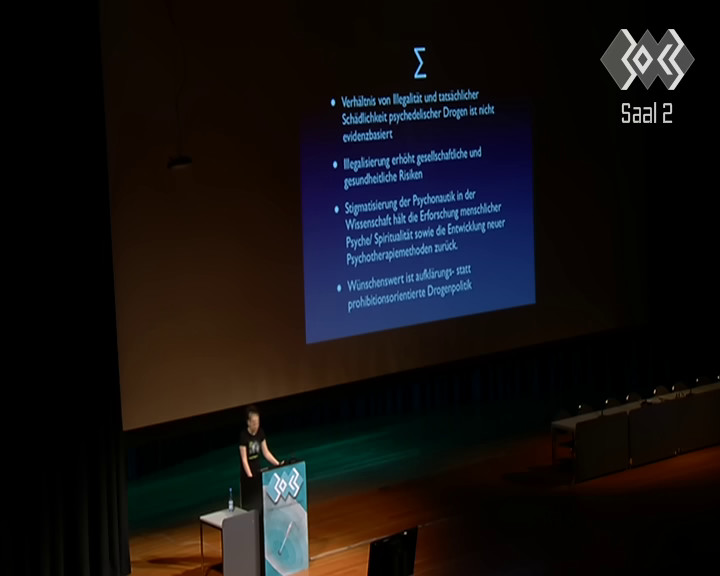 30C3
Saal 2
Σ
• Verhältnis von Illegalität und tatsächlicher
Schädlichkeit psychedelischer Drogen ist nicht
evidenzbasiert
• Illegalisierung erhöht gesellschaftliche und
gesundheitliche Risiken
• Stigmatisierung der Psychonautik in der
Wissenschaft hält die Erforschung menschlicher
Psyche/ Spiritualität sowie die Entwicklung neuer
Psychotherapiemethoden zurück.
• Wünschenswert ist aufklärungs- statt
prohibitionsorientierte Drogenpolitik
30C3